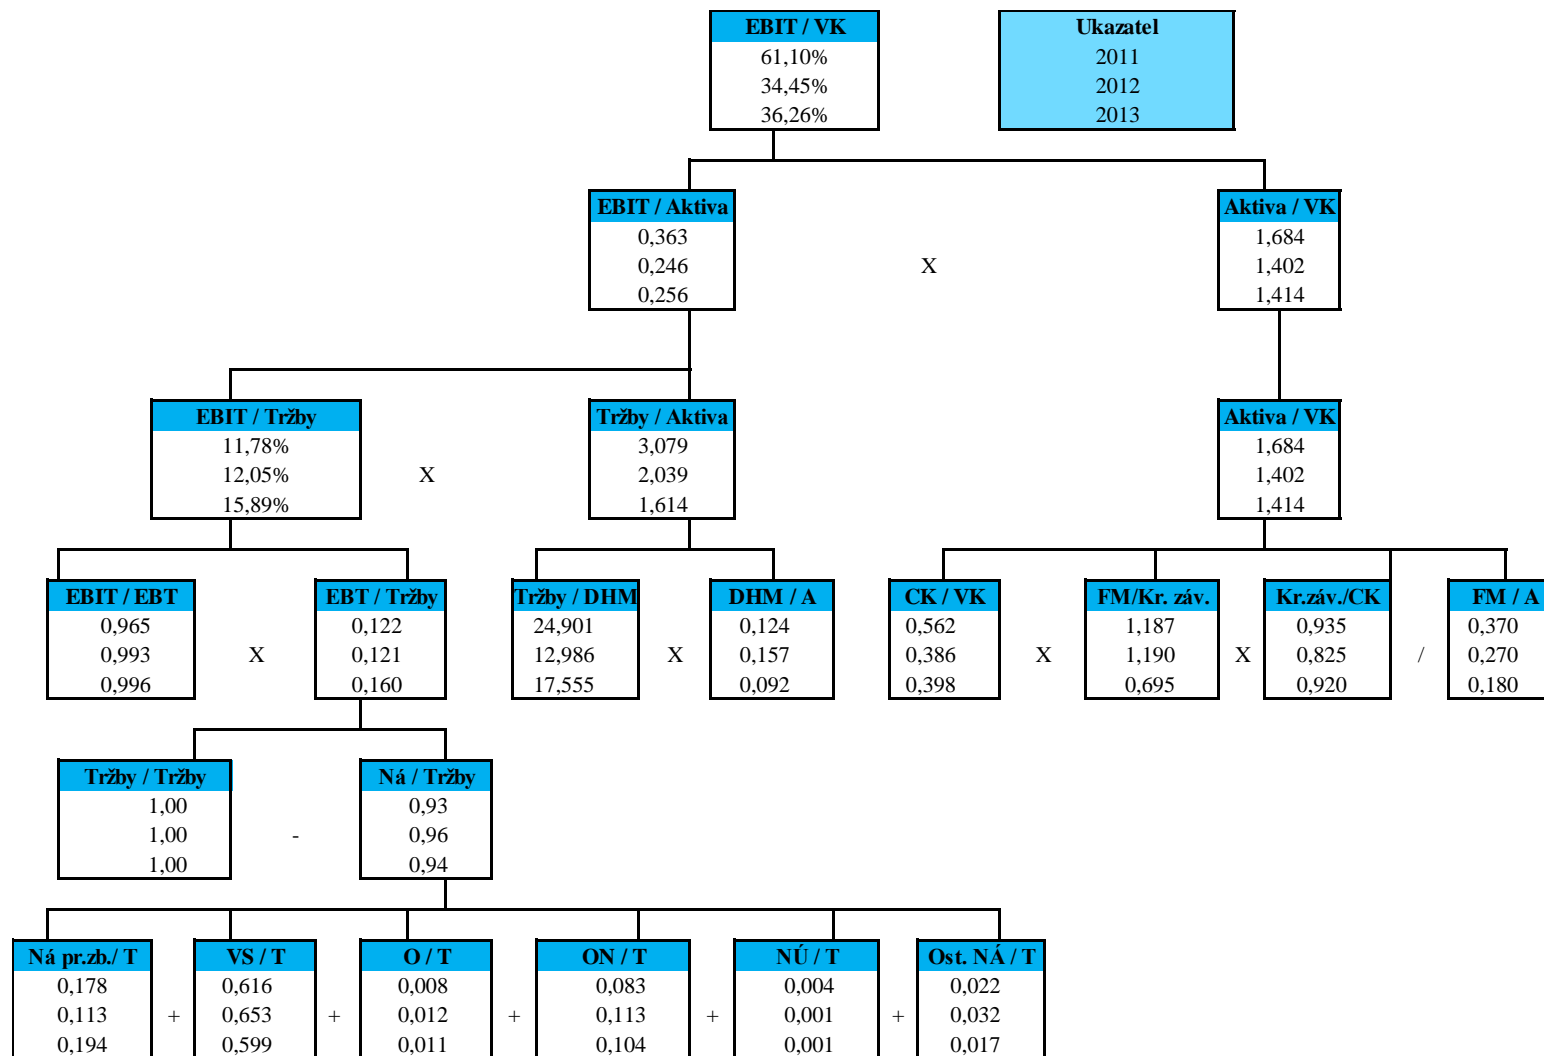 EBIT / VK Ukazatel
61,10% 2011
34,45% 2012
36,26% 2013
EBIT / Aktiva Aktiva / VK
0,363 1,684
0,246 X 1,402
0,256 1,414
EBIT / Tržby Tržby / Aktiva Aktiva / VK
11,78% 3,079 1,684
12,05% X 2,039 1,402
15,89% 1,614 1,414
EBIT / EBT EBT / Tržby Tržby / DHM DHM / A CK / VK FM/Kr. záv. Kr.záv./CK FM / A
0,965 0,122 24,901 0,124 0,562 1,187 0,935 0,370
0,993 X 0,121 12,986 X 0,157 0,386 X 1,190 X 0,825 / 0,270
0,996 0,160 17,555 0,092 0,398 0,695 0,920 0,180
Tržby / Tržby Ná / Tržby
1,00 0,93
1,00 - 0,96
1,00 0,94
Ná pr.zb./ T VS / T O / T ON / T NÚ / T Ost. NÁ / T
0,178 0,616 0,008 0,083 0,004 0,022
0,113 + 0,653 + 0,012 + 0,113 + 0,001 + 0,032
0,194 0,599 0,011 0,104 0,001 0,017